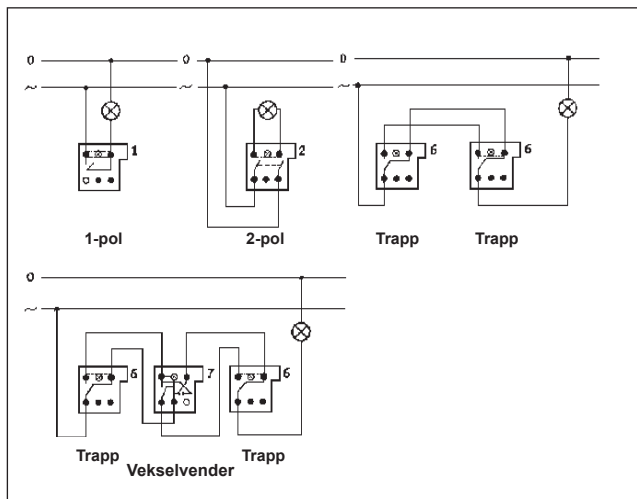 0 0 0
~ ~ ~
1 2 6 6
1-pol 2-pol Trapp Trapp
0
~
6 7 6
Trapp Vekselvender Trapp